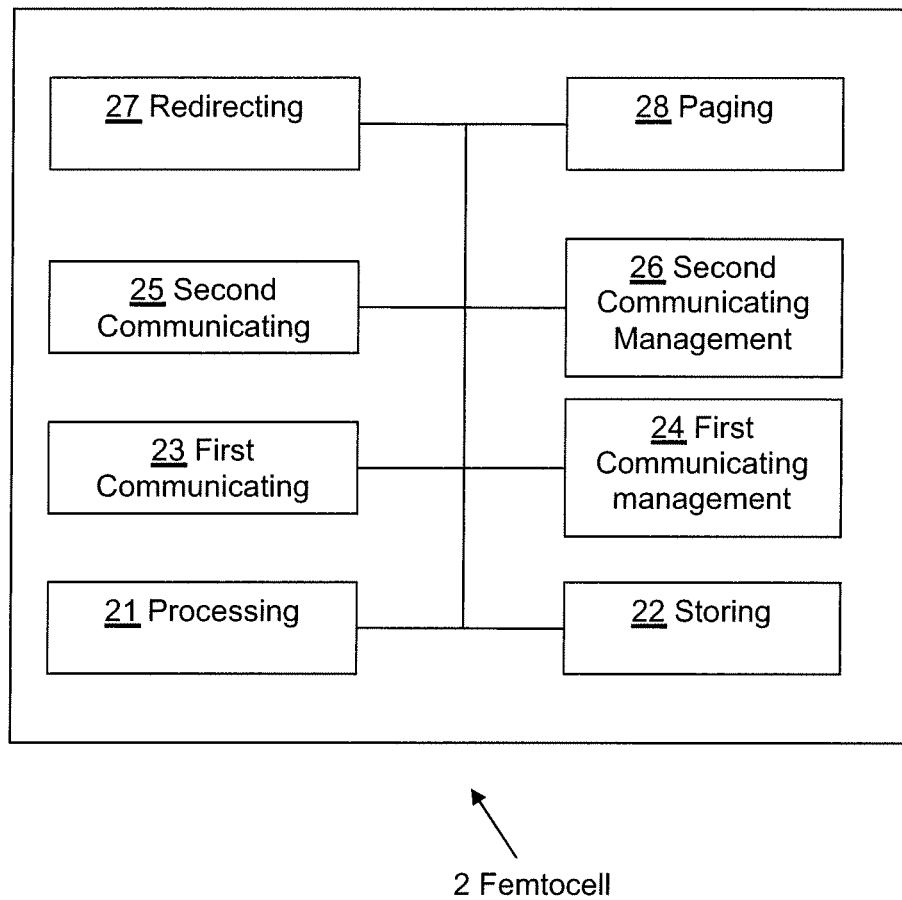 27 Redirecting
28 Paging
25 Second
Communicating
26 Second
Communicating
Management
23 First
Communicating
24 First
Communicating
management
21 Processing
22 Storing
2 Femtocell